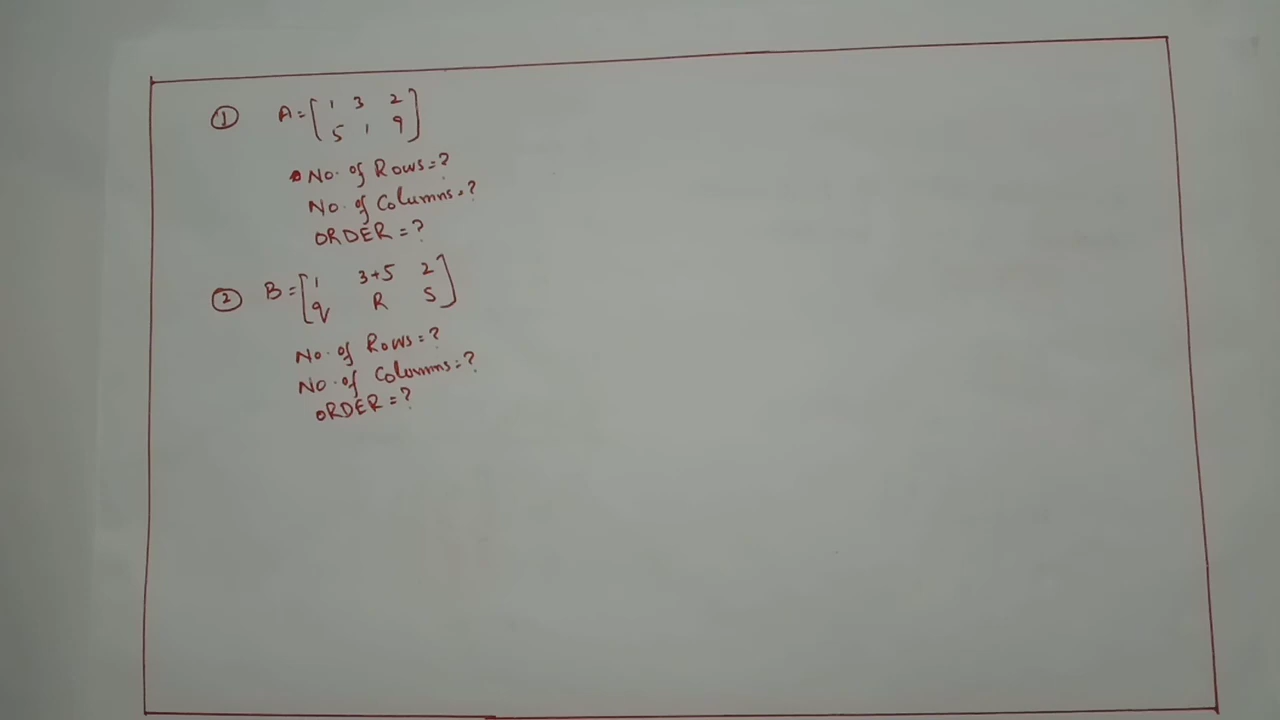 ① A = [ 1 3 2
5 1 9 ]
No. of Rows = ?
No. of Columns = ?
ORDER = ?
② B = [ 1 3+5 2
q R S ]
No. of Rows = ?
No. of Columns = ?
ORDER = ?